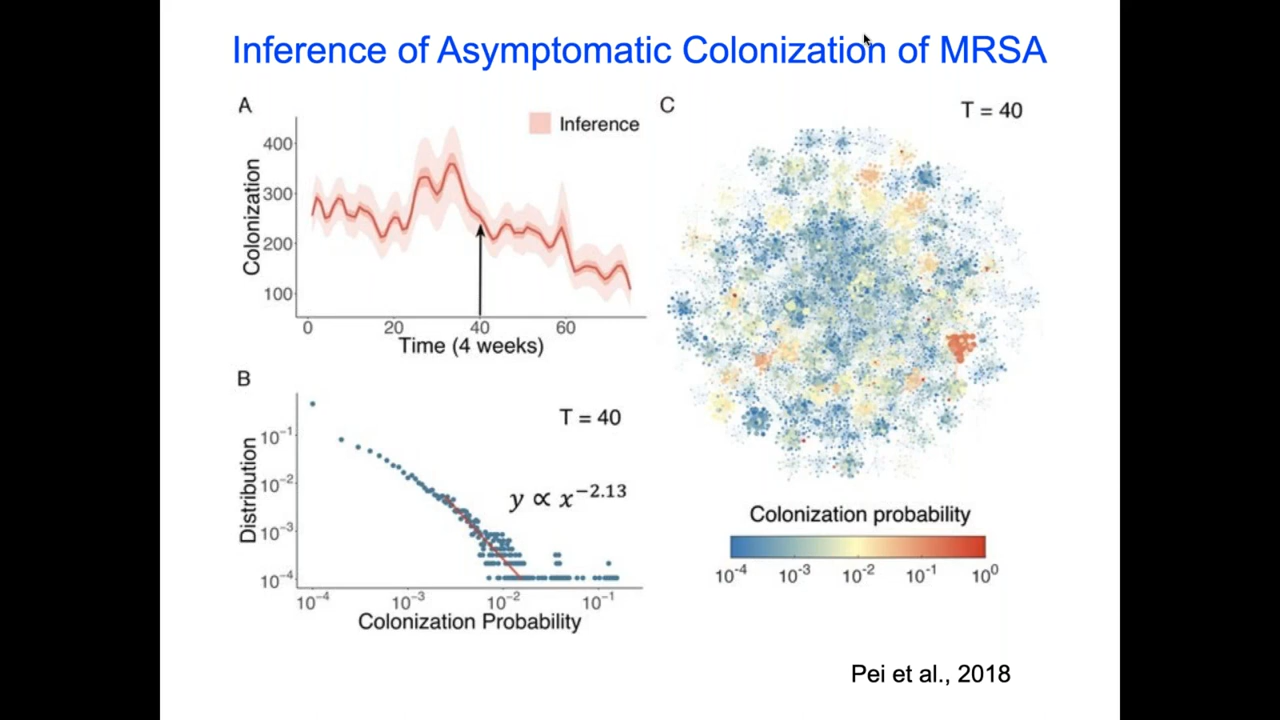 Inference of Asymptomatic Colonization of MRSA
A
Inference
Colonization
400
300
200
100
0
20
40
60
Time (4 weeks)
B
T = 40
y ∝ x⁻²·¹³
Distribution
10⁻¹
10⁻²
10⁻³
10⁻⁴
10⁻⁴
10⁻³
10⁻²
10⁻¹
Colonization Probability
C
T = 40
Colonization probability
10⁻⁴
10⁻³
10⁻²
10⁻¹
10⁰
Pei et al., 2018